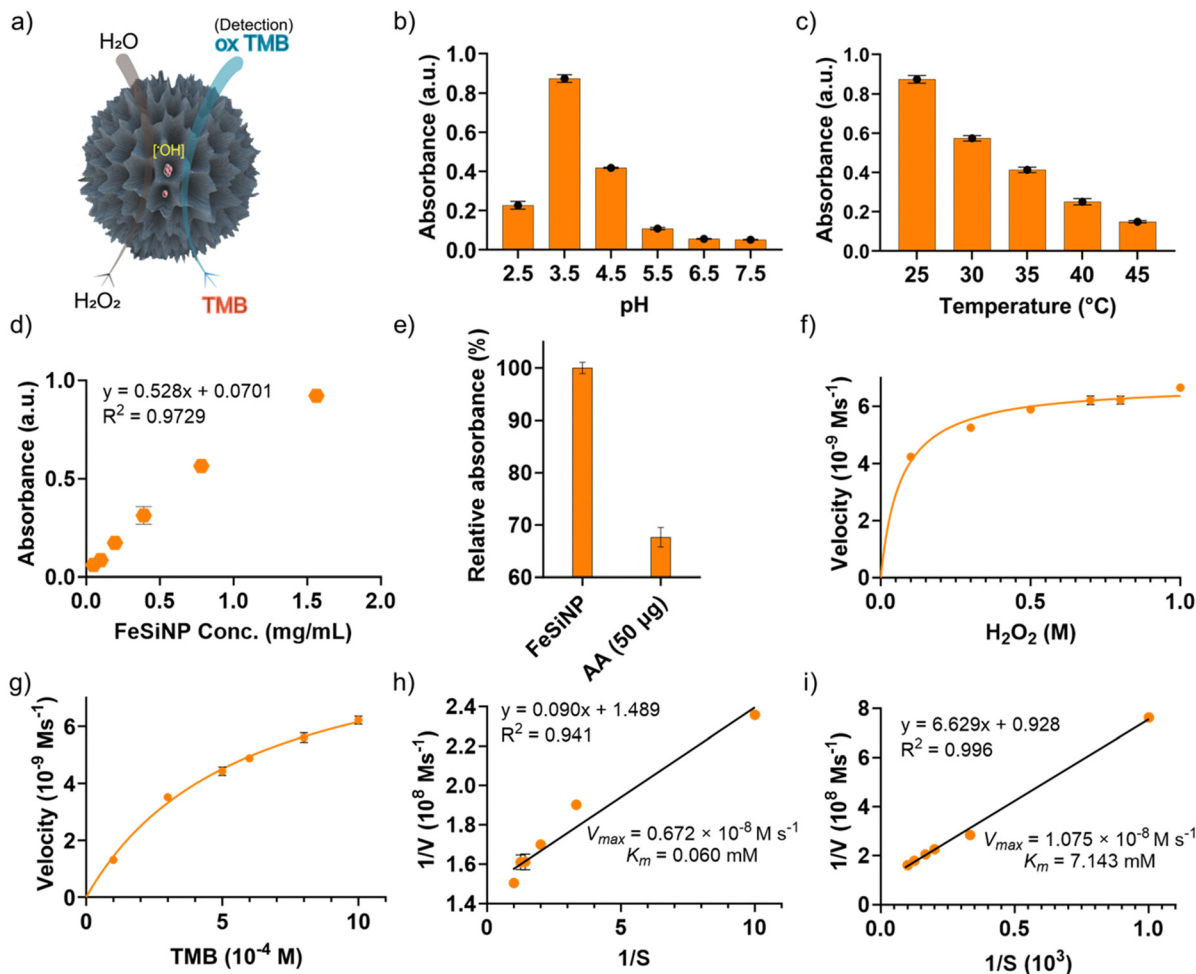 a)
H₂O
(Detection)
ox TMB
[·OH]
H₂O₂
TMB
b)
Absorbance (a.u.)
1.0
0.8
0.6
0.4
0.2
0.0
2.5 3.5 4.5 5.5 6.5 7.5
pH
c)
Absorbance (a.u.)
1.0
0.8
0.6
0.4
0.2
0.0
25 30 35 40 45
Temperature (°C)
d)
Absorbance (a.u.)
y = 0.528x + 0.0701
R² = 0.9729
1.0
0.5
0.0
0.0 0.5 1.0 1.5 2.0
FeSiNP Conc. (mg/mL)
e)
Relative absorbance (%)
100
90
80
70
60
FeSiNP
AA (50 µg)
f)
Velocity (10⁻⁹ Ms⁻¹)
6
4
2
0
0.0 0.5 1.0
H₂O₂ (M)
g)
Velocity (10⁻⁹ Ms⁻¹)
6
4
2
0
0 5 10
TMB (10⁻⁴ M)
h)
1/V (10⁸ Ms⁻¹)
y = 0.090x + 1.489
R² = 0.941
2.4
2.2
2.0
1.8
1.6
1.4
Vmax = 0.672 × 10⁻⁸ M s⁻¹
Km = 0.060 mM
0 5 10
1/S
i)
1/V (10⁸ Ms⁻¹)
y = 6.629x + 0.928
R² = 0.996
8
6
4
2
0
Vmax = 1.075 × 10⁻⁸ M s⁻¹
Km = 7.143 mM
0.0 0.5 1.0
1/S (10³)